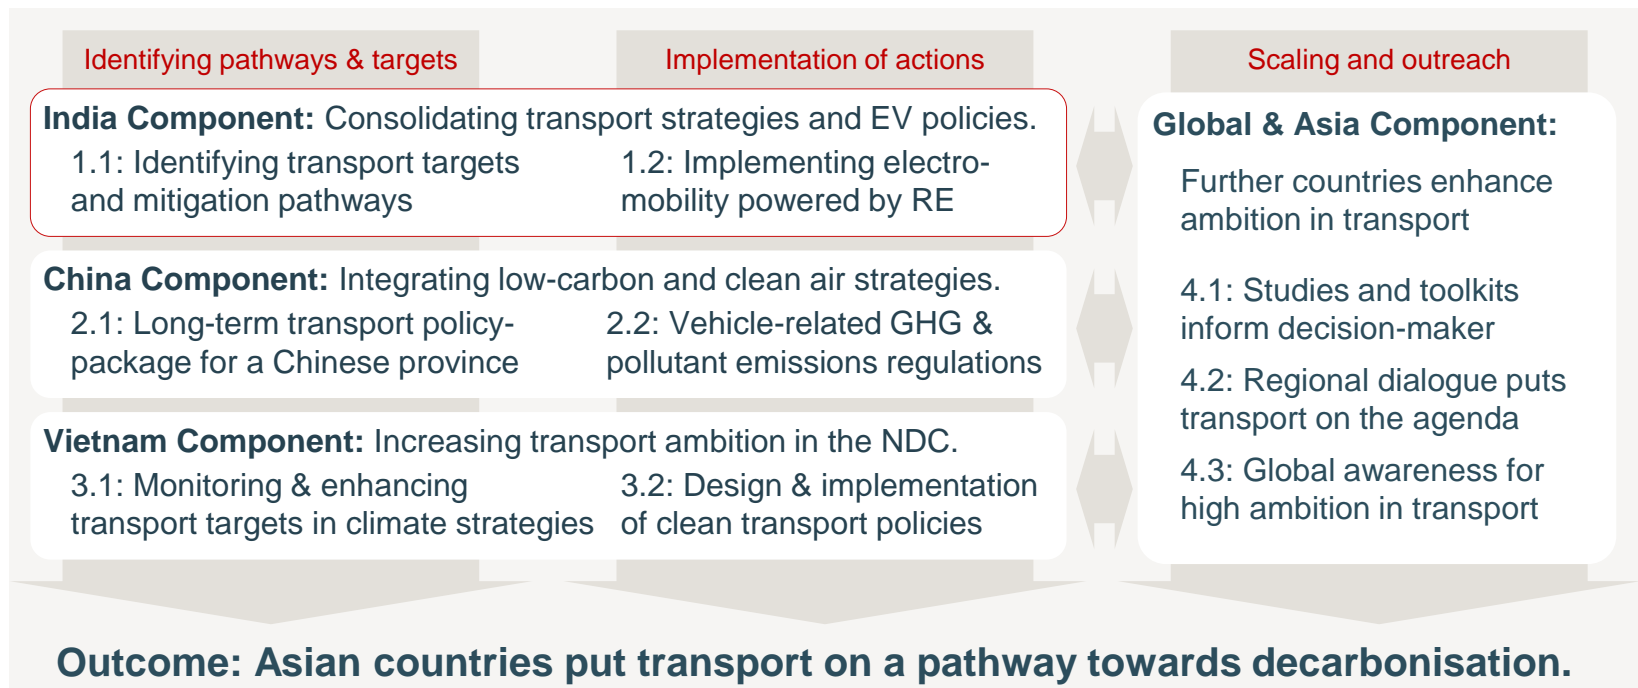 Identifying pathways & targets
Implementation of actions
Scaling and outreach
India Component: Consolidating transport strategies and EV policies.
1.1: Identifying transport targets
and mitigation pathways
1.2: Implementing electro-
mobility powered by RE
China Component: Integrating low-carbon and clean air strategies.
2.1: Long-term transport policy-
package for a Chinese province
2.2: Vehicle-related GHG &
pollutant emissions regulations
Vietnam Component: Increasing transport ambition in the NDC.
3.1: Monitoring & enhancing
transport targets in climate strategies
3.2: Design & implementation
of clean transport policies
Global & Asia Component:
Further countries enhance
ambition in transport
4.1: Studies and toolkits
inform decision-maker
4.2: Regional dialogue puts
transport on the agenda
4.3: Global awareness for
high ambition in transport
Outcome: Asian countries put transport on a pathway towards decarbonisation.